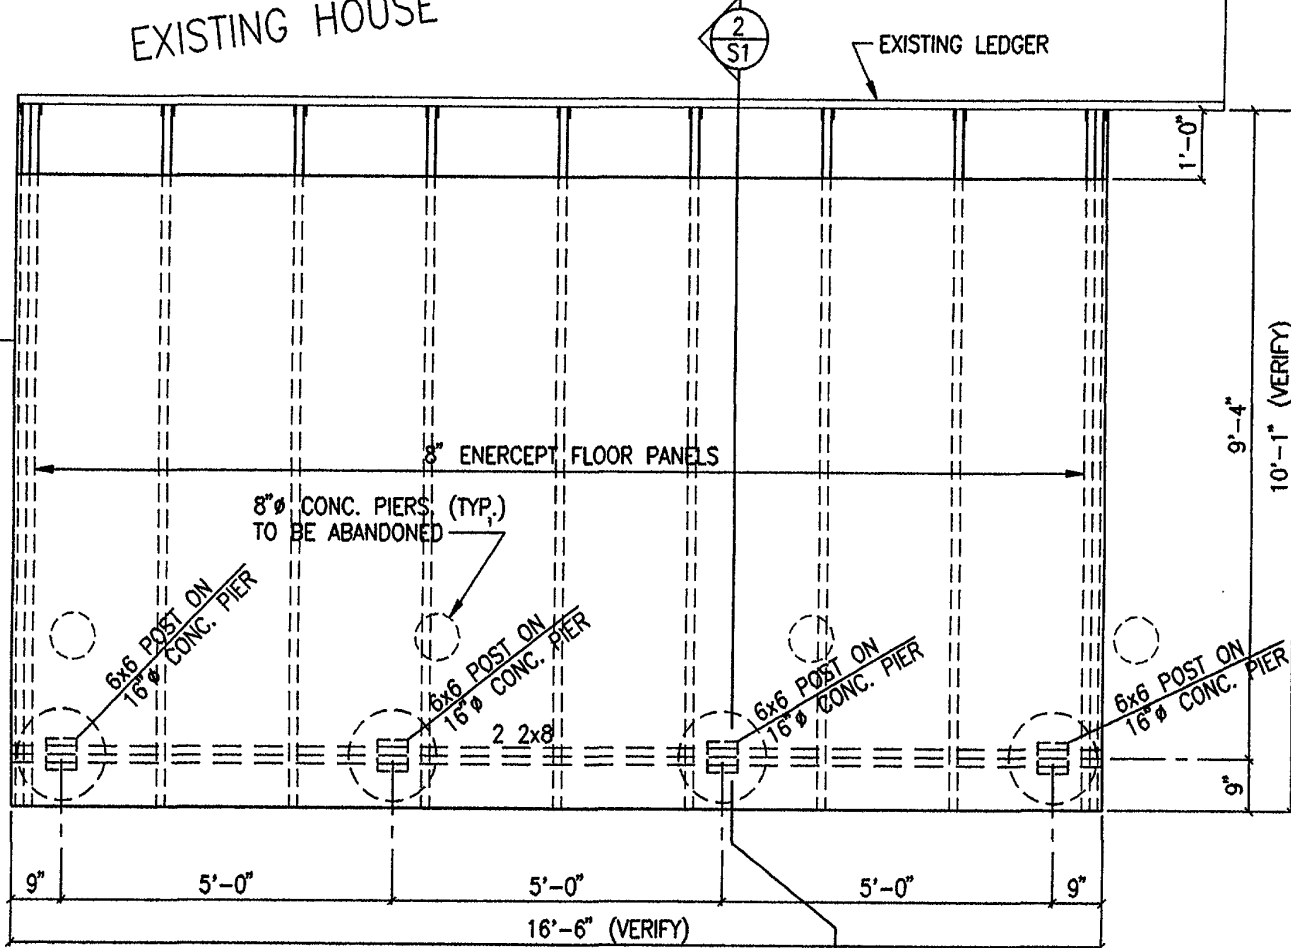 EXISTING HOUSE
2
S1
EXISTING LEDGER
1'-0"
8" ENERCEPT FLOOR PANELS
9'-4"
10'-1" (VERIFY)
8"ø CONC. PIERS (TYP.)
TO BE ABANDONED
6x6 POST ON
16"ø CONC. PIER
6x6 POST ON
16"ø CONC. PIER
6x6 POST ON
16"ø CONC. PIER
6x6 POST ON
16"ø CONC. PIER
2 2x8
9"
9"
5'-0"
5'-0"
5'-0"
9"
16'-6" (VERIFY)